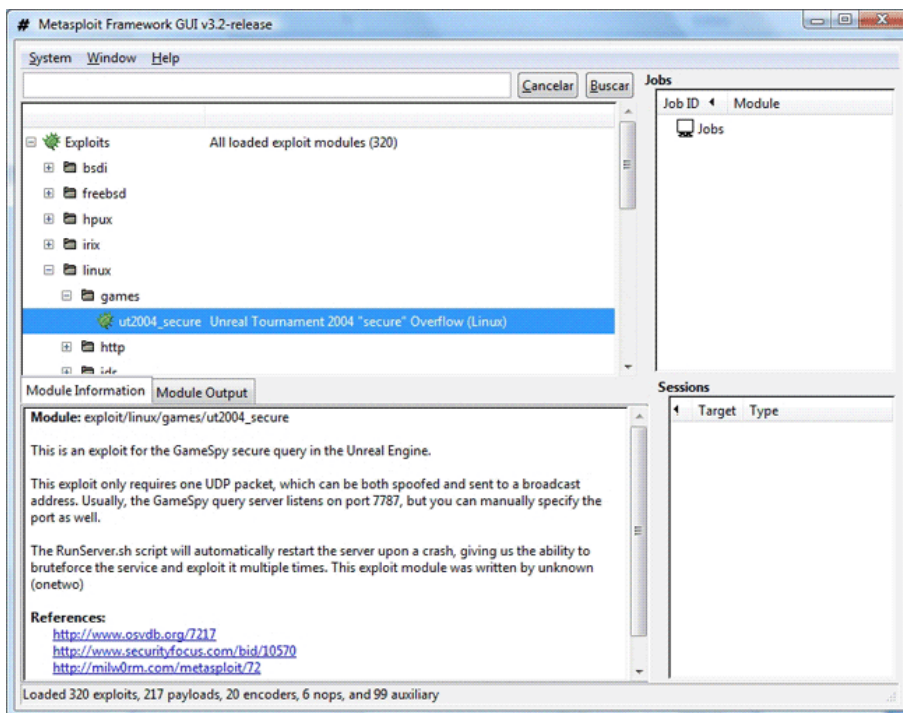 # Metasploit Framework GUI v3.2-release
System Window Help
Cancelar Buscar
Jobs
Job ID Module
Jobs
Exploits All loaded exploit modules (320)
bsdi
freebsd
hpux
irix
linux
games
ut2004_secure Unreal Tournament 2004 "secure" Overflow (Linux)
http
ids
Module Information Module Output
Module: exploit/linux/games/ut2004_secure
This is an exploit for the GameSpy secure query in the Unreal Engine.
This exploit only requires one UDP packet, which can be both spoofed and sent to a broadcast
address. Usually, the GameSpy query server listens on port 7787, but you can manually specify the
port as well.
The RunServer.sh script will automatically restart the server upon a crash, giving us the ability to
bruteforce the service and exploit it multiple times. This exploit module was written by unknown
(onetwo)
References:
http://www.osvdb.org/7217
http://www.securityfocus.com/bid/10570
http://milw0rm.com/metasploit/72
Sessions
Target Type
Loaded 320 exploits, 217 payloads, 20 encoders, 6 nops, and 99 auxiliary